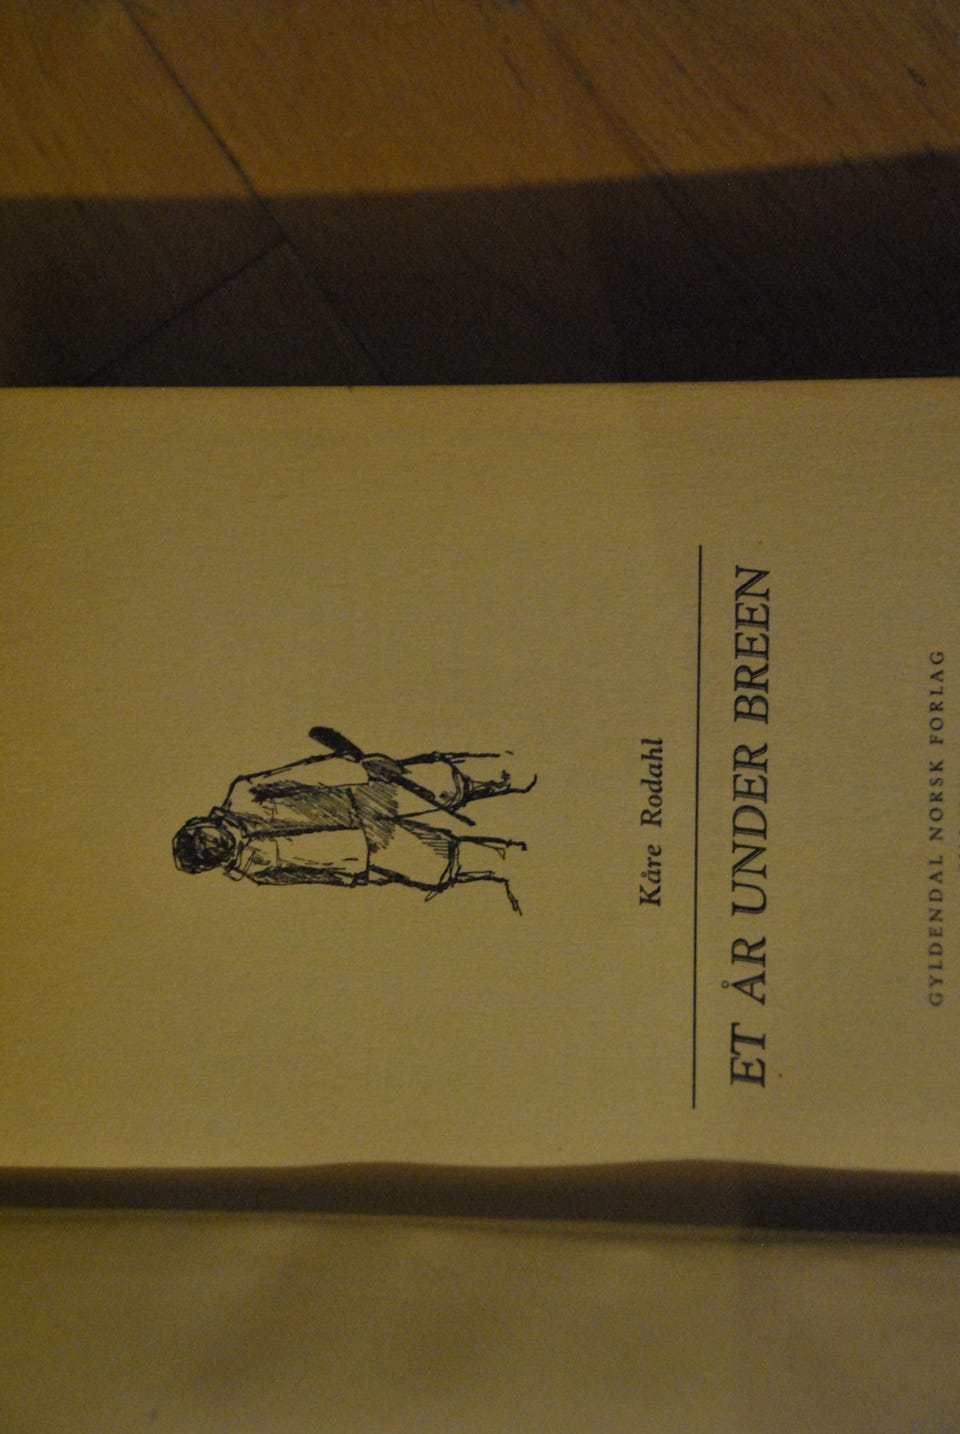 Kåre Rodahl
ET ÅR UNDER BREEN
GYLDENDAL NORSK FORLAG